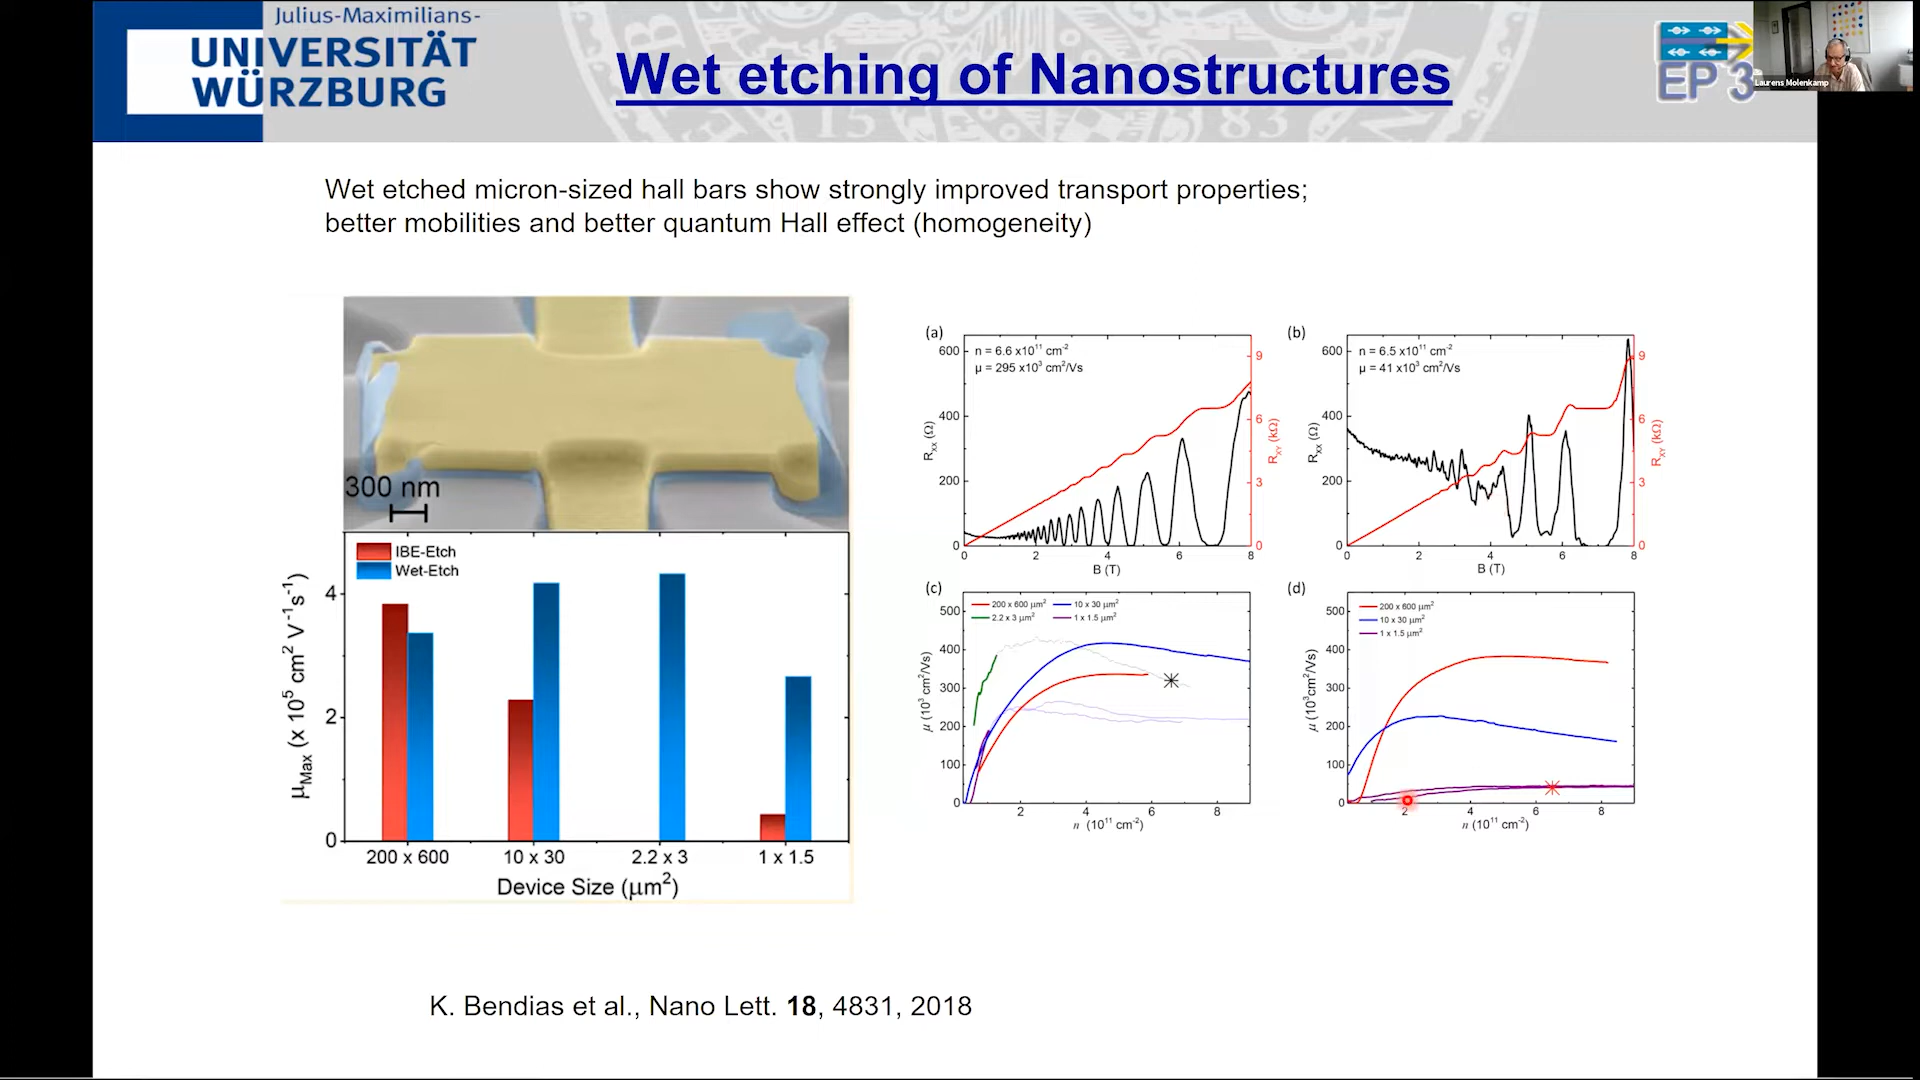 Julius-Maximilians-
UNIVERSITÄT
WÜRZBURG
Wet etching of Nanostructures
EP 3
Laurens Molenkamp
Wet etched micron-sized hall bars show strongly improved transport properties;
better mobilities and better quantum Hall effect (homogeneity)
300 nm
IBE-Etch
Wet-Etch
μMax (x 10⁵ cm² V⁻¹s⁻¹)
4
2
0
200 x 600 10 x 30 2.2 x 3 1 x 1.5
Device Size (μm²)
(a)
n = 6.6 x10¹¹ cm⁻²
μ = 295 x10³ cm²/Vs
RXX (Ω)
600
400
200
0
9
6
3
0
RXY (kΩ)
0 2 4 6 8
B (T)
(b)
n = 6.5 x10¹¹ cm⁻²
μ = 41 x10³ cm²/Vs
RXX (Ω)
600
400
200
0
9
6
3
0
RXY (kΩ)
0 2 4 6 8
B (T)
(c)
200 x 600 μm² 10 x 30 μm²
2.2 x 3 μm² 1 x 1.5 μm²
μ (10³ cm²/Vs)
500
400
300
200
100
0
2 4 6 8
n (10¹¹ cm⁻²)
(d)
200 x 600 μm²
10 x 30 μm²
1 x 1.5 μm²
μ (10³cm²/Vs)
500
400
300
200
100
0
2 4 6 8
n (10¹¹ cm⁻²)
K. Bendias et al., Nano Lett. 18, 4831, 2018